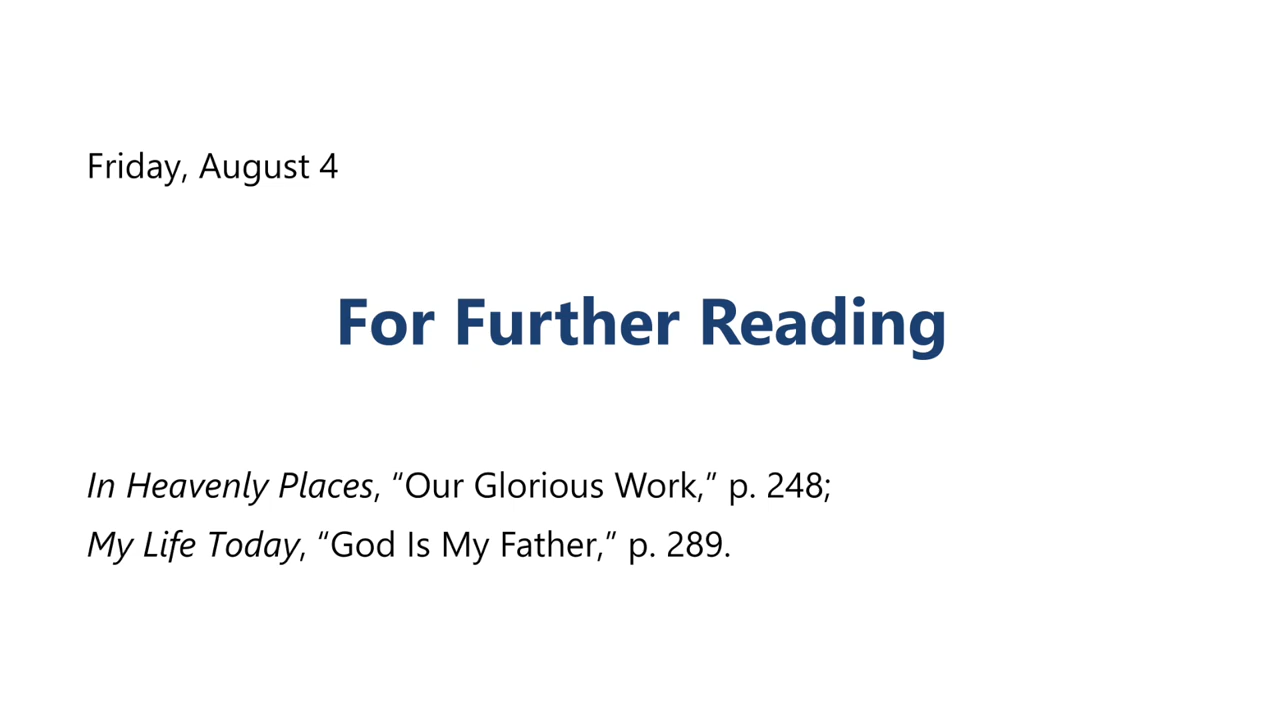 Friday, August 4
For Further Reading
In Heavenly Places, “Our Glorious Work,” p. 248;
My Life Today, “God Is My Father,” p. 289.